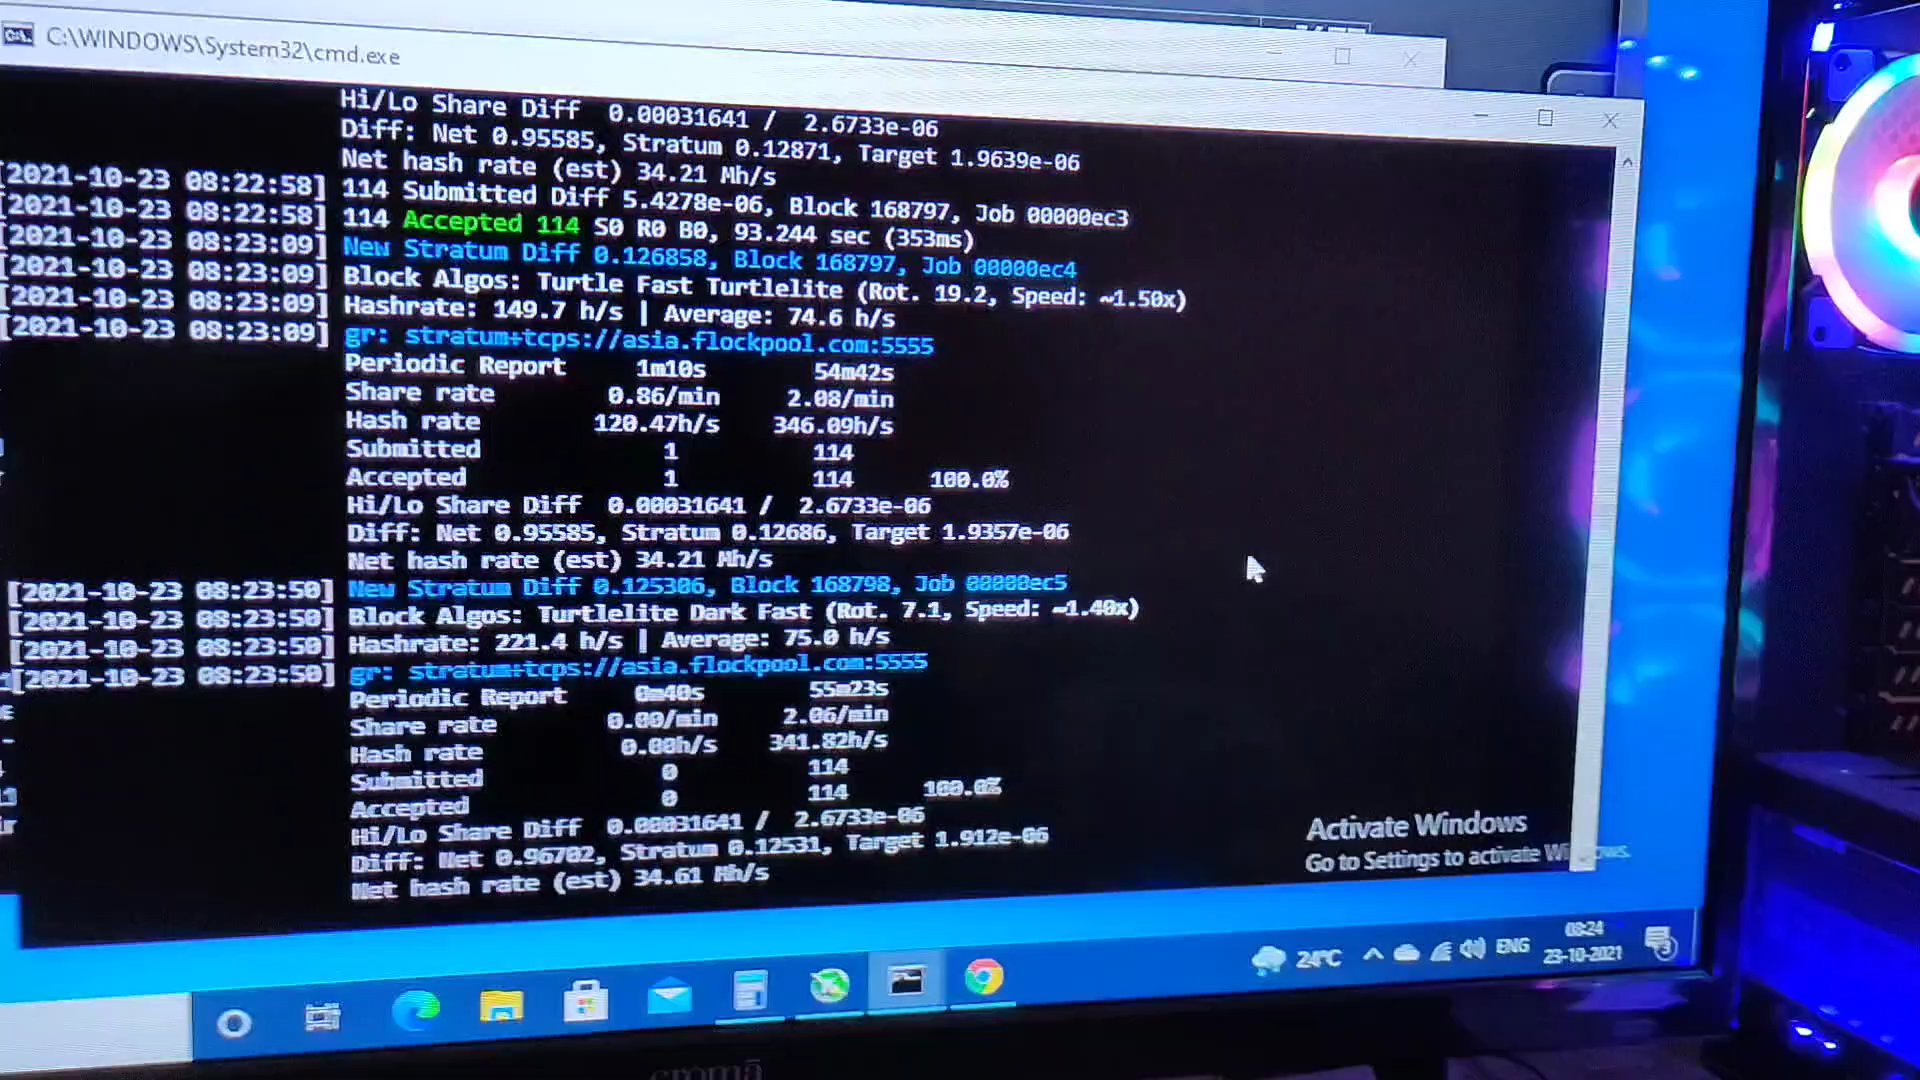 C:\WINDOWS\System32\cmd.exe
Hi/Lo Share Diff 0.00031641 / 2.6733e-06
Diff: Net 0.95585, Stratum 0.12871, Target 1.9639e-06
Net hash rate (est) 34.21 Mh/s
[2021-10-23 08:22:58] 114 Submitted Diff 5.4278e-06, Block 168797, Job 00000ec3
[2021-10-23 08:22:58] 114 Accepted 114 S0 R0 B0, 93.244 sec (353ms)
[2021-10-23 08:23:09] New Stratum Diff 0.126858, Block 168797, Job 00000ec4
[2021-10-23 08:23:09] Block Algos: Turtle Fast Turtlelite (Rot. 19.2, Speed: ~1.50x)
[2021-10-23 08:23:09] Hashrate: 149.7 h/s | Average: 74.6 h/s
[2021-10-23 08:23:09] gr: stratum+tcps://asia.flockpool.com:5555
Periodic Report 1m10s 54m42s
Share rate 0.86/min 2.08/min
Hash rate 120.47h/s 346.09h/s
Submitted 1 114
Accepted 1 114 100.0%
Hi/Lo Share Diff 0.00031641 / 2.6733e-06
Diff: Net 0.95585, Stratum 0.12686, Target 1.9357e-06
Net hash rate (est) 34.21 Mh/s
[2021-10-23 08:23:50] New Stratum Diff 0.125306, Block 168798, Job 00000ec5
[2021-10-23 08:23:50] Block Algos: Turtlelite Dark Fast (Rot. 7.1, Speed: ~1.40x)
[2021-10-23 08:23:50] Hashrate: 221.4 h/s | Average: 75.0 h/s
[2021-10-23 08:23:50] gr: stratum+tcps://asia.flockpool.com:5555
Periodic Report 0m40s 55m23s
Share rate 0.00/min 2.06/min
Hash rate 0.00h/s 341.82h/s
Submitted 0 114
Accepted 0 114 100.0%
Hi/Lo Share Diff 0.00031641 / 2.6733e-06
Diff: Net 0.96702, Stratum 0.12531, Target 1.912e-06
Net hash rate (est) 34.61 Mh/s
Activate Windows
Go to Settings to activate Windows.
24°C ENG 08:24
23-10-2021
3
cromā